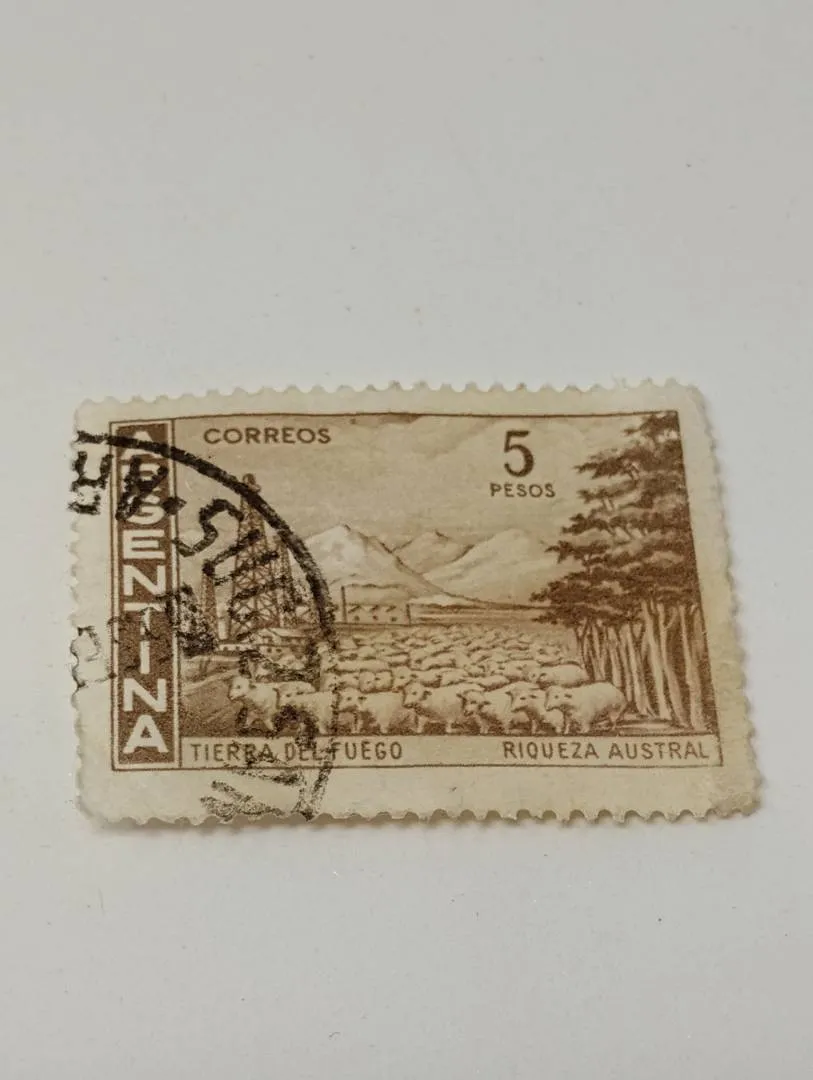 ARGENTINA
CORREOS
5
PESOS
TIERRA DEL FUEGO
RIQUEZA AUSTRAL